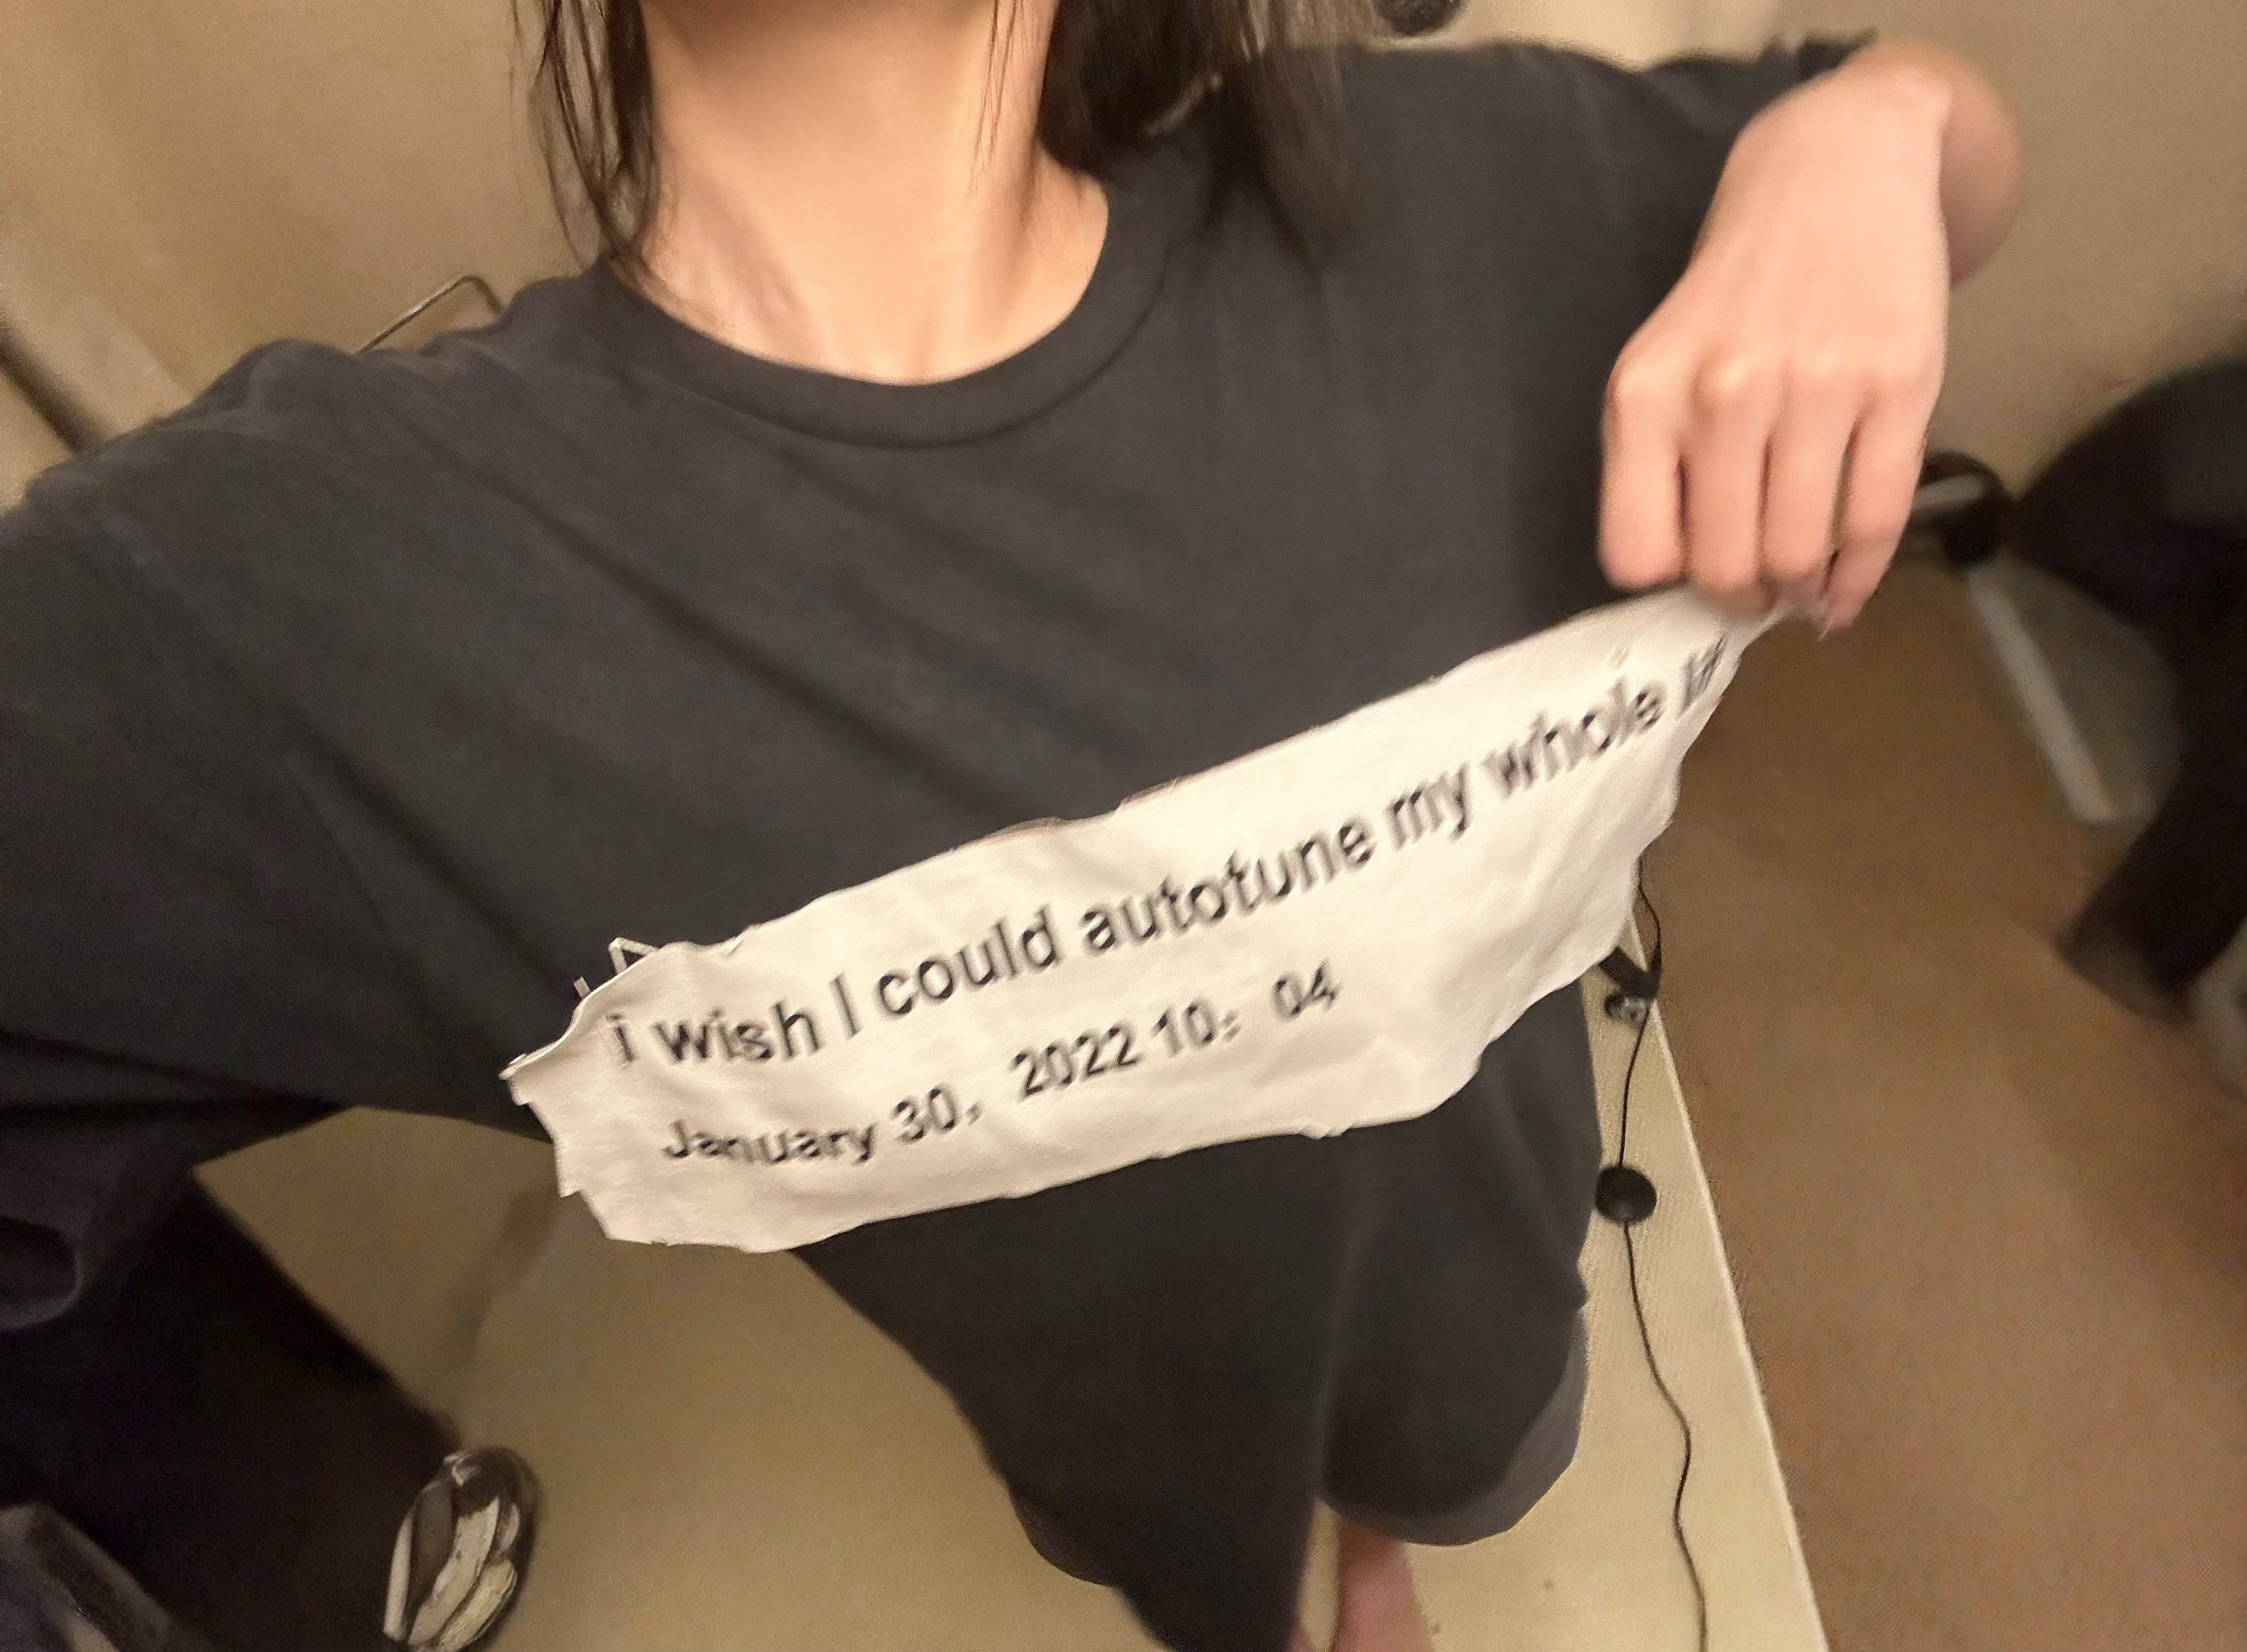 i wish I could autotune my whole
January 30, 2022 10: 04